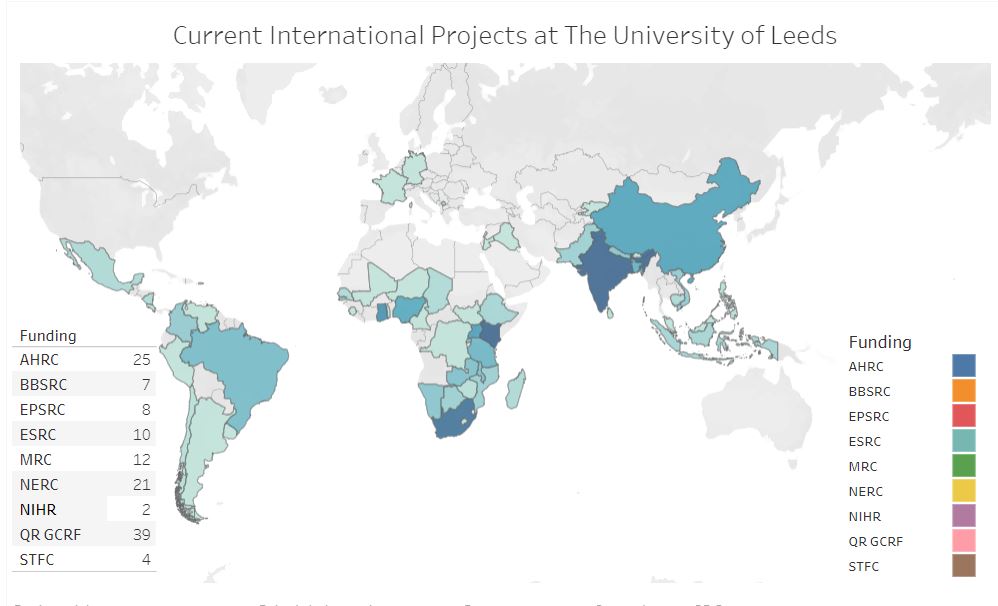 Current International Projects at The University of Leeds
Funding
AHRC 25
BBSRC 7
EPSRC 8
ESRC 10
MRC 12
NERC 21
NIHR 2
QR GCRF 39
STFC 4
Funding
AHRC
BBSRC
EPSRC
ESRC
MRC
NERC
NIHR
QR GCRF
STFC